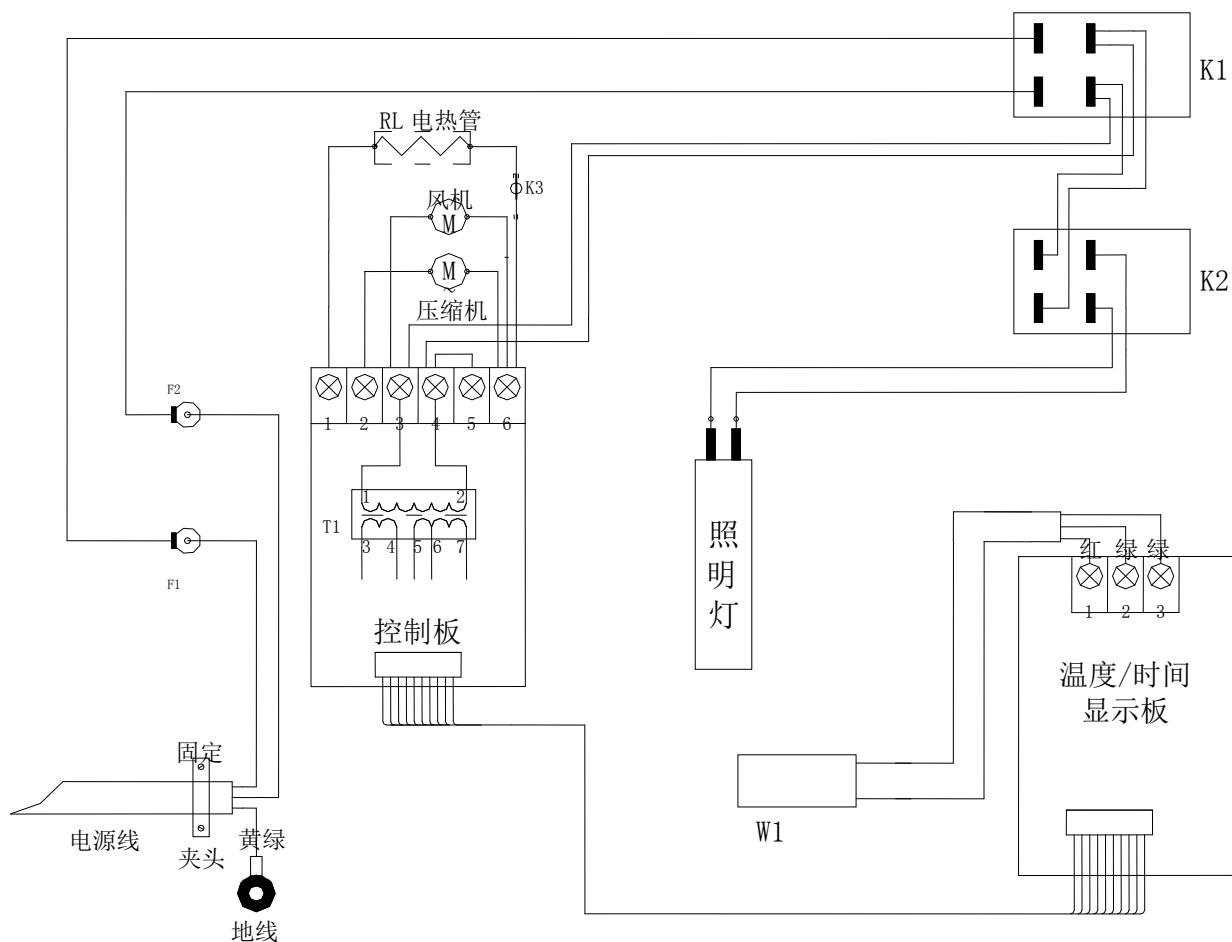 K1
RL 电热管
K3
风机
M
K2
M
~
压缩机
F2
1 2 3 4 5 6
1 2
T1
3 4 5 6 7
照明灯
红 绿 绿
1 2 3
F1
控制板
温度/时间
显示板
固定
W1
电源线
黄绿
夹头
地线